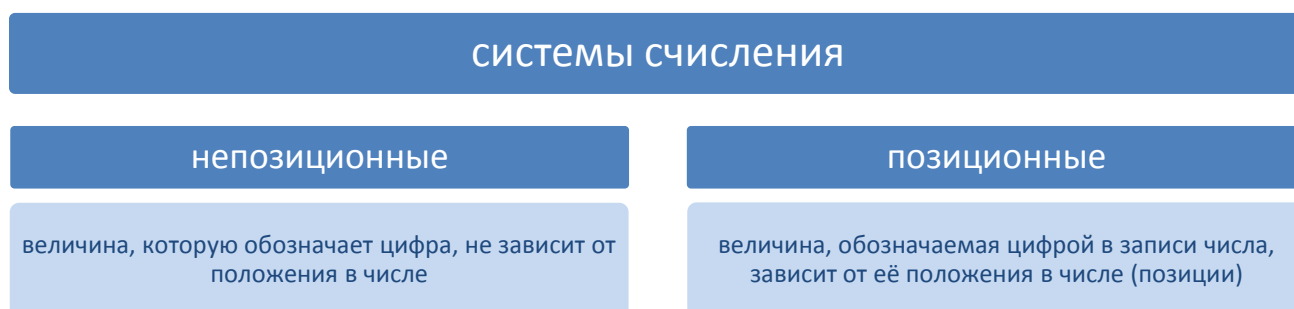 системы счисления
непозиционные
позиционные
величина, которую обозначает цифра, не зависит от
положения в числе
величина, обозначаемая цифрой в записи числа,
зависит от её положения в числе (позиции)